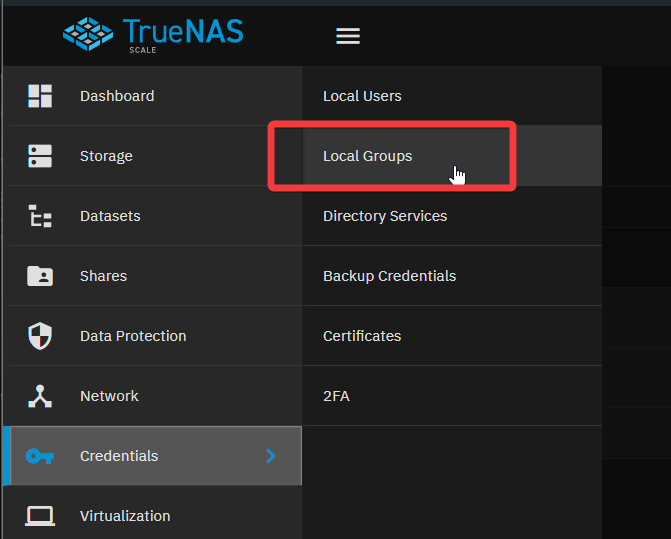 TrueNAS
SCALE
Dashboard
Storage
Datasets
Shares
Data Protection
Network
Credentials
Virtualization
Local Users
Local Groups
Directory Services
Backup Credentials
Certificates
2FA